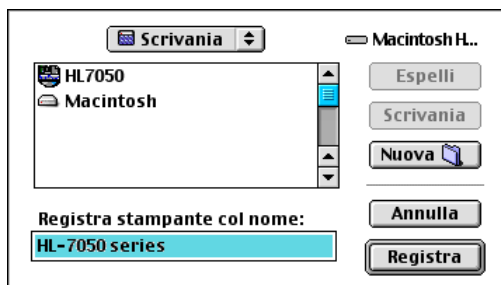 Scrivania
Macintosh H...
HL7050
Macintosh
Espelli
Scrivania
Nuova
Registra stampante col nome:
HL-7050 series
Annulla
Registra